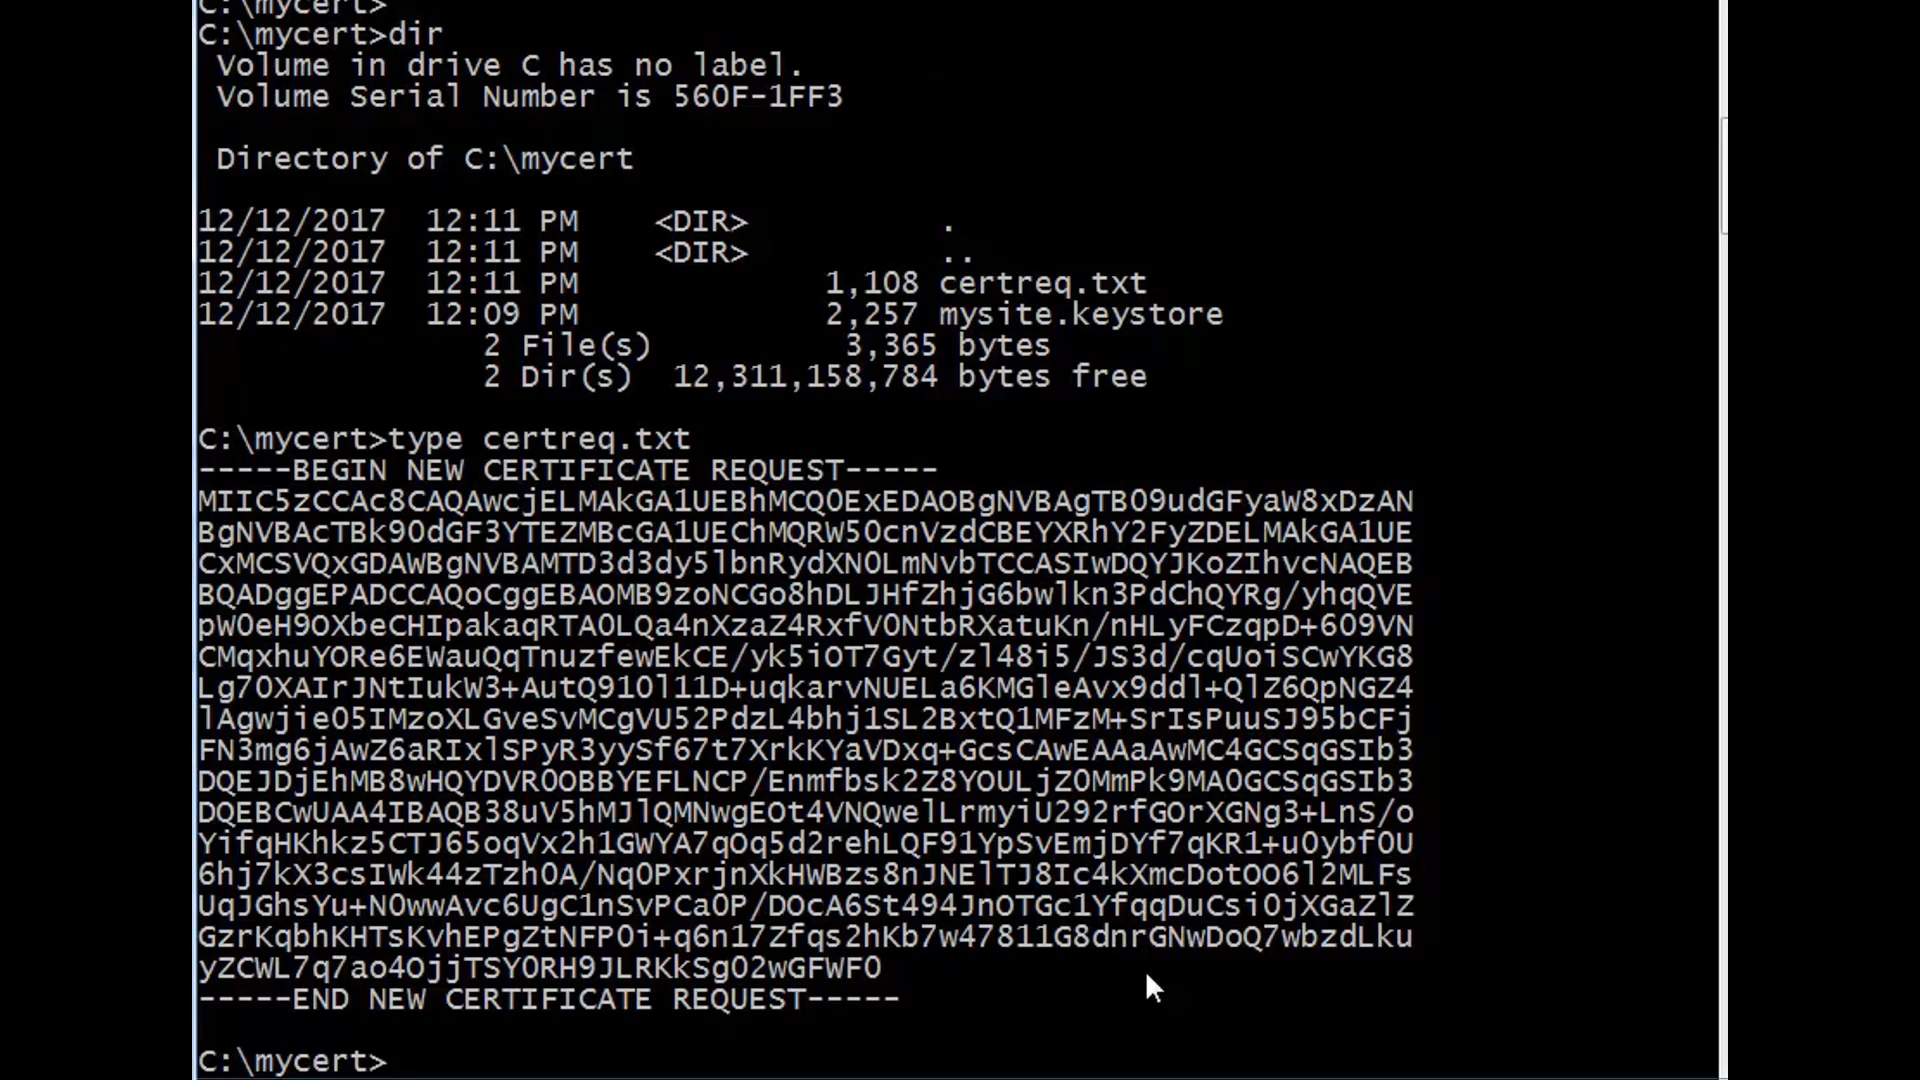 C:\mycert>
C:\mycert>dir
Volume in drive C has no label.
Volume Serial Number is 560F-1FF3
Directory of C:\mycert
12/12/2017 12:11 PM <DIR> .
12/12/2017 12:11 PM <DIR> ..
12/12/2017 12:11 PM 1,108 certreq.txt
12/12/2017 12:09 PM 2,257 mysite.keystore
2 File(s) 3,365 bytes
2 Dir(s) 12,311,158,784 bytes free
C:\mycert>type certreq.txt
-----BEGIN NEW CERTIFICATE REQUEST-----
MIIC5zCCAc8CAQAwcjELMAkGA1UEBhMCQ0ExEDAOBgNVBAgTB09udGFyaW8xDzAN
BgNVBAcTBk90dGF3YTEZMBcGA1UEChMQRW50cnVzdCBEYXRhY2FyZDELMAkGA1UE
CxMCSVQxGDAWBgNVBAMTD3d3dy5lbnRydXN0LmNvbTCCASIwDQYJKoZIhvcNAQEB
BQADggEPADCCAQoCggEBAOMB9zoNCGo8hDLJHfZhjG6bwlkn3PdChQYRg/yhqQVE
pW0eH9OXbeCHIpakaqRTA0LQa4nXzaZ4RxfV0NtbRXatuKn/nHLyFCzqpD+609VN
CMqxhuYORe6EWauQqTnuzfewEkCE/yk5iOT7Gyt/zl48i5/JS3d/cqUoiSCwYKG8
Lg7OXAIrJNtIukW3+AutQ91Ol11D+uqkarvNUELa6KMGleAvx9ddl+QlZ6QpNGZ4
lAgwjieO5IMzoXLGveSvMCgVU52PdzL4bhj1SL2BxtQ1MFzM+SrIsPuuSJ95bCFj
FN3mg6jAwZ6aRIxlSPyR3yySf67t7XrkKYaVDxq+GcsCAwEAAaAwMC4GCSqGSIb3
DQEJDjEhMB8wHQYDVR0OBBYEFLNCP/Enmfbsk2Z8YOULjZ0MmPk9MA0GCSqGSIb3
DQEBCwUAA4IBAQB38uV5hMJlQMNwgEOt4VNQwelLrmyiU292rfGOrXGNg3+LnS/o
YifqHKhkz5CTJ65oqVx2h1GWYA7qOq5d2rehLQF91YpSvEmjDYf7qKR1+u0ybf0U
6hj7kX3csIWk44zTzh0A/Nq0PxrjnXkHWBzs8nJNElTJ8Ic4kXmcDotOO6l2MLFs
UqJGhsYu+N0wwAvc6UgC1nSvPCa0P/DOcA6St494JnOTGc1YfqqDuCsi0jXGaZlZ
GzrKqbhKHTsKvhEPgZtNFP0i+q6n17Zfqs2hKb7w47811G8dnrGNwDoQ7wbzdLku
yZCWL7q7ao4OjjTSY0RH9JLRKkSg02wGFWF0
-----END NEW CERTIFICATE REQUEST-----
C:\mycert>